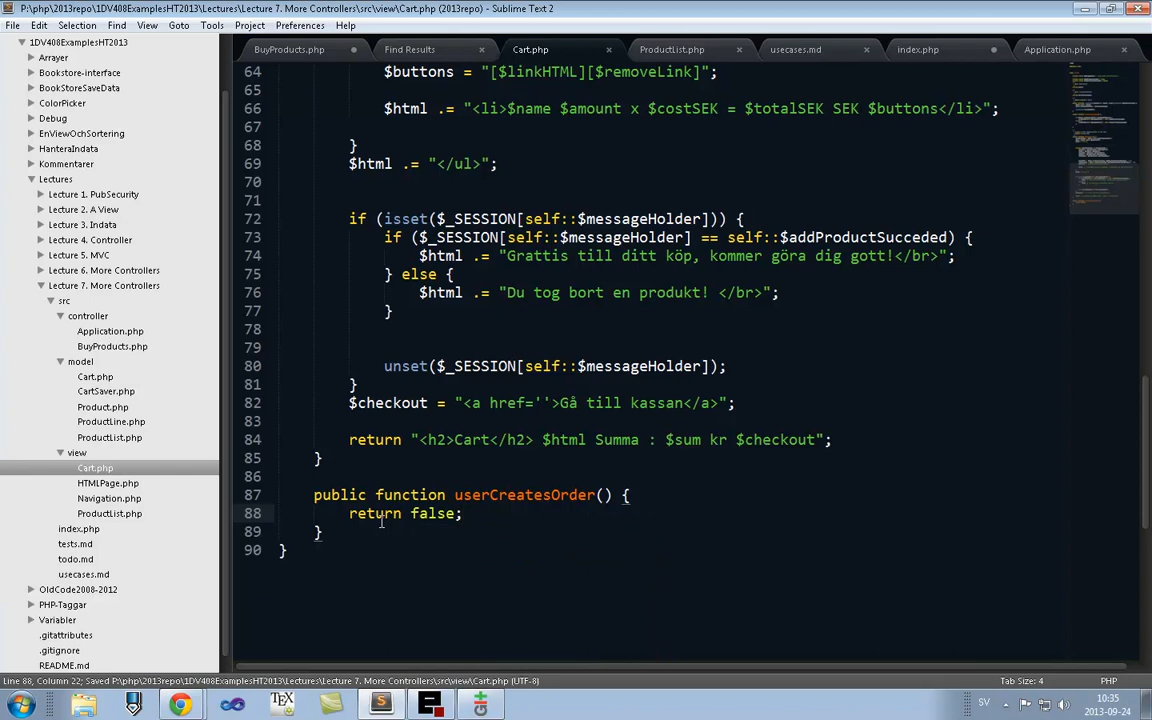 P:\php\2013repo\1DV408ExamplesHT2013\Lectures\Lecture 7. More Controllers\src\view\Cart.php (2013repo) - Sublime Text 2
File Edit Selection Find View Goto Tools Project Preferences Help
1DV408ExamplesHT2013
Arrayer
Bookstore-interface
BookStoreSaveData
ColorPicker
Debug
EnViewOchSortering
HanteraIndata
Kommentarer
Lectures
Lecture 1. PubSecurity
Lecture 2. A View
Lecture 3. Indata
Lecture 4. Controller
Lecture 5. MVC
Lecture 6. More Controllers
Lecture 7. More Controllers
src
controller
Application.php
BuyProducts.php
model
Cart.php
CartSaver.php
Product.php
ProductLine.php
ProductList.php
view
Cart.php
HTMLPage.php
Navigation.php
ProductList.php
index.php
tests.md
todo.md
usecases.md
OldCode2008-2012
PHP-Taggar
Variabler
.gitattributes
.gitignore
README.md
BuyProducts.php Find Results Cart.php ProductList.php usecases.md index.php Application.php
64 $buttons = "[$linkHTML][$removeLink]";
65
66 $html .= "<li>$name $amount x $costSEK = $totalSEK SEK $buttons</li>";
67
68 }
69 $html .= "</ul>";
70
71
72 if (isset($_SESSION[self::$messageHolder])) {
73 if ($_SESSION[self::$messageHolder] == self::$addProductSucceded) {
74 $html .= "Grattis till ditt köp, kommer göra dig gott!</br>";
75 } else {
76 $html .= "Du tog bort en produkt! </br>";
77 }
78
79
80 unset($_SESSION[self::$messageHolder]);
81 }
82 $checkout = "<a href=''>Gå till kassan</a>";
83
84 return "<h2>Cart</h2> $html Summa : $sum kr $checkout";
85 }
86
87 public function userCreatesOrder() {
88 return false;
89 }
90 }
Line 88, Column 22; Saved P:\php\2013repo\1DV408ExamplesHT2013\Lectures\Lecture 7. More Controllers\src\view\Cart.php (UTF-8) Tab Size: 4 PHP
TEX SV 10:35
2013-09-24